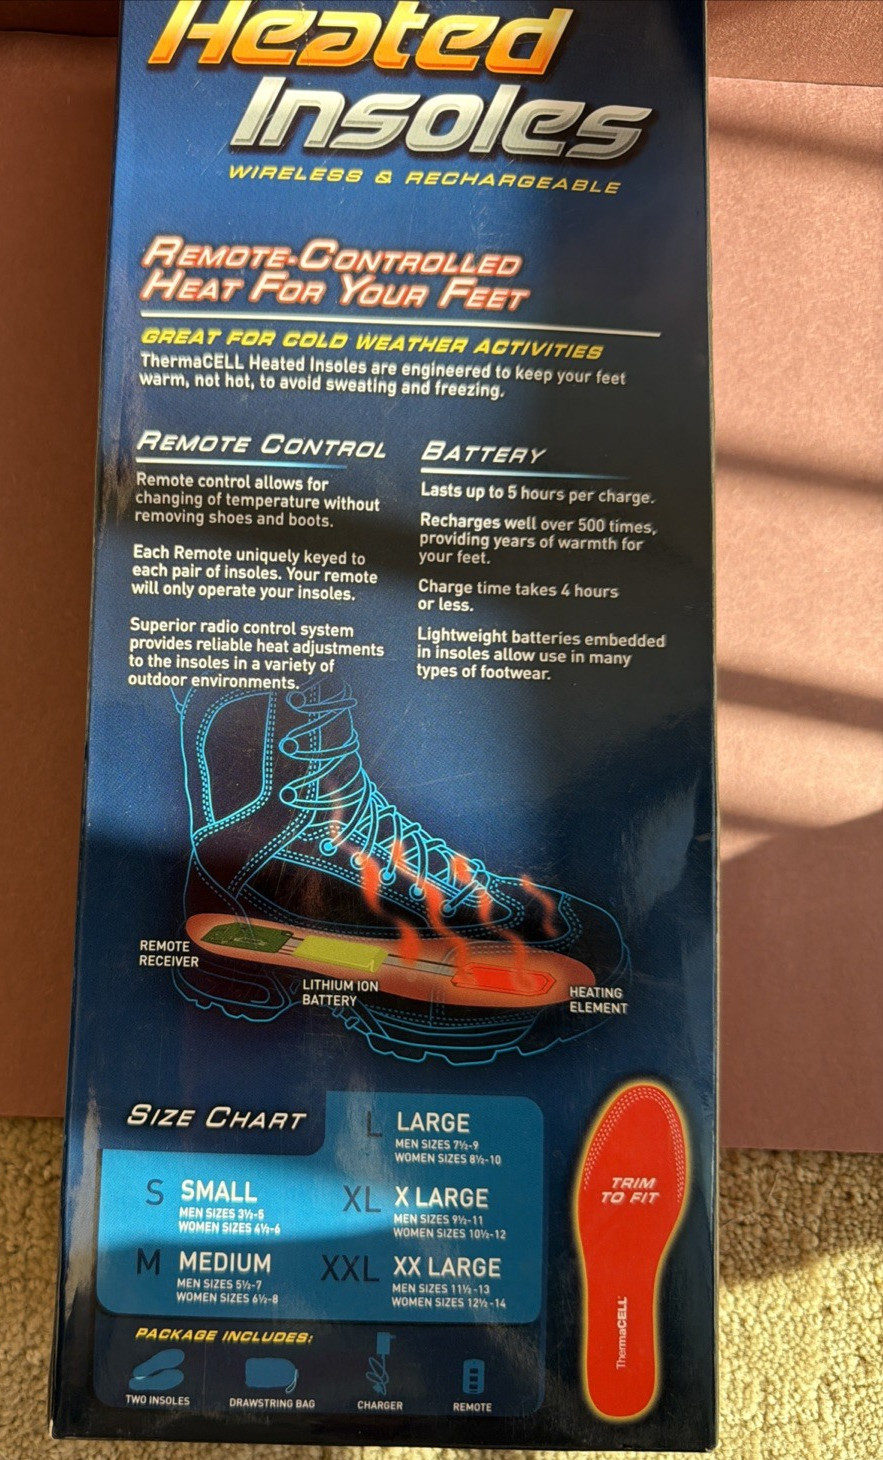 Heated
Insoles
WIRELESS & RECHARGEABLE
REMOTE-CONTROLLED
HEAT FOR YOUR FEET
GREAT FOR COLD WEATHER ACTIVITIES
ThermaCELL Heated Insoles are engineered to keep your feet
warm, not hot, to avoid sweating and freezing.
REMOTE CONTROL
Remote control allows for
changing of temperature without
removing shoes and boots.
Each Remote uniquely keyed to
each pair of insoles. Your remote
will only operate your insoles.
Superior radio control system
provides reliable heat adjustments
to the insoles in a variety of
outdoor environments.
BATTERY
Lasts up to 5 hours per charge.
Recharges well over 500 times,
providing years of warmth for
your feet.
Charge time takes 4 hours
or less.
Lightweight batteries embedded
in insoles allow use in many
types of footwear.
REMOTE
RECEIVER
LITHIUM ION
BATTERY
HEATING
ELEMENT
SIZE CHART
S SMALL
MEN SIZES 3½-5
WOMEN SIZES 4½-6
M MEDIUM
MEN SIZES 5½-7
WOMEN SIZES 6½-8
L LARGE
MEN SIZES 7½-9
WOMEN SIZES 8½-10
XL X LARGE
MEN SIZES 9½-11
WOMEN SIZES 10½-12
XXL XX LARGE
MEN SIZES 11½-13
WOMEN SIZES 12½-14
TRIM
TO FIT
ThermaCELL
PACKAGE INCLUDES:
TWO INSOLES
DRAWSTRING BAG
CHARGER
REMOTE